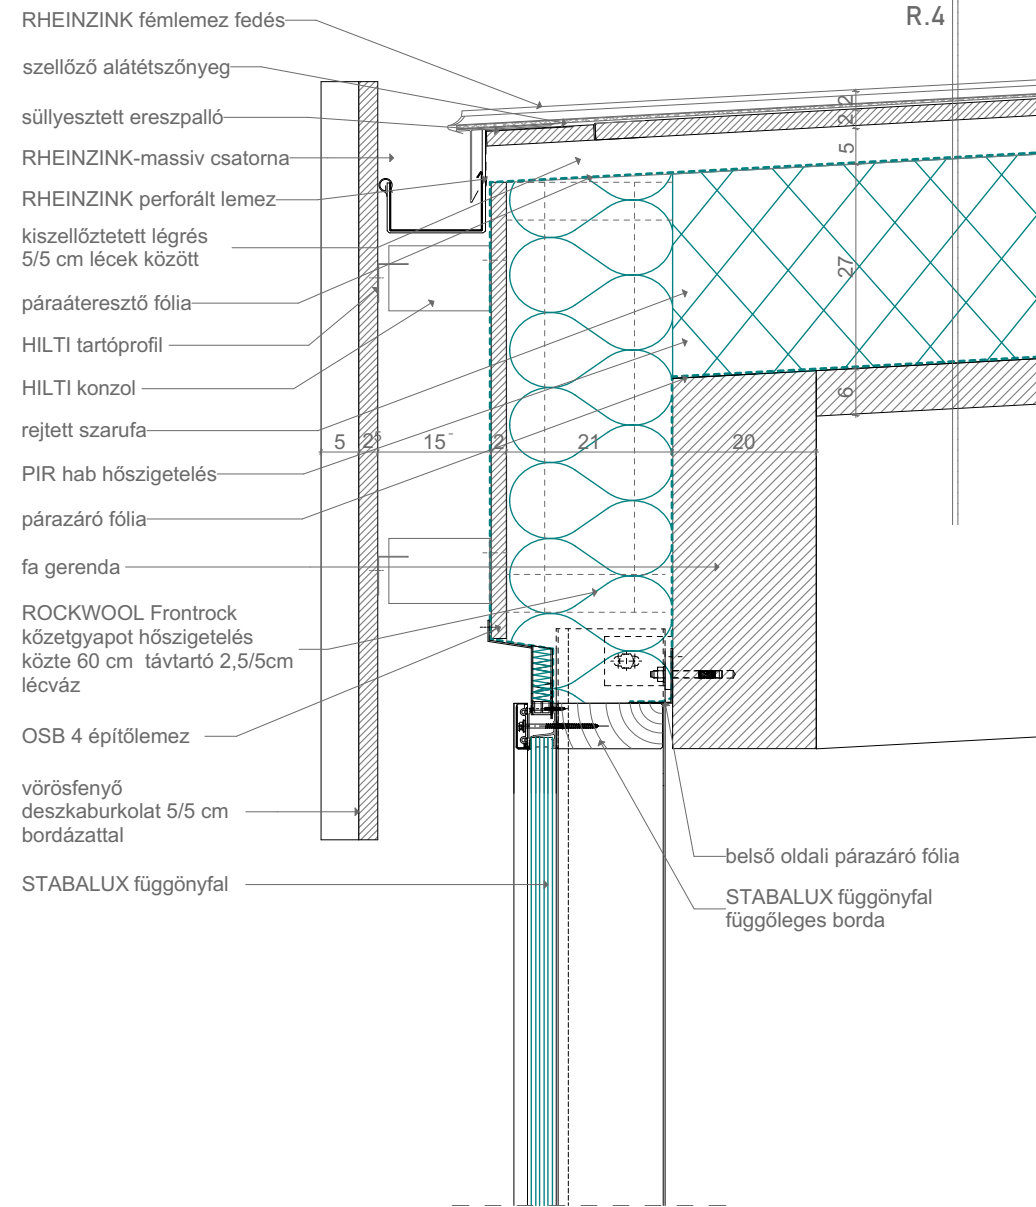 RHEINZINK fémlemez fedés
R.4
szellőző alátétszőnyeg
süllyesztett ereszpalló
RHEINZINK-massiv csatorna
RHEINZINK perforált lemez
kiszellőztetett légrés
5/5 cm lécek között
páraáteresztő fólia
HILTI tartóprofil
HILTI konzol
rejtett szarufa
PIR hab hőszigetelés
párazáró fólia
fa gerenda
ROCKWOOL Frontrock
kőzetgyapot hőszigetelés
közte 60 cm távtartó 2,5/5cm
lécváz
OSB 4 építőlemez
vörösfenyő
deszkaburkolat 5/5 cm
bordázattal
STABALUX függönyfal
2
2
5
27
6
5 2⁵ 15⁻ 2 21 20
belső oldali párazáró fólia
STABALUX függönyfal
függőleges borda